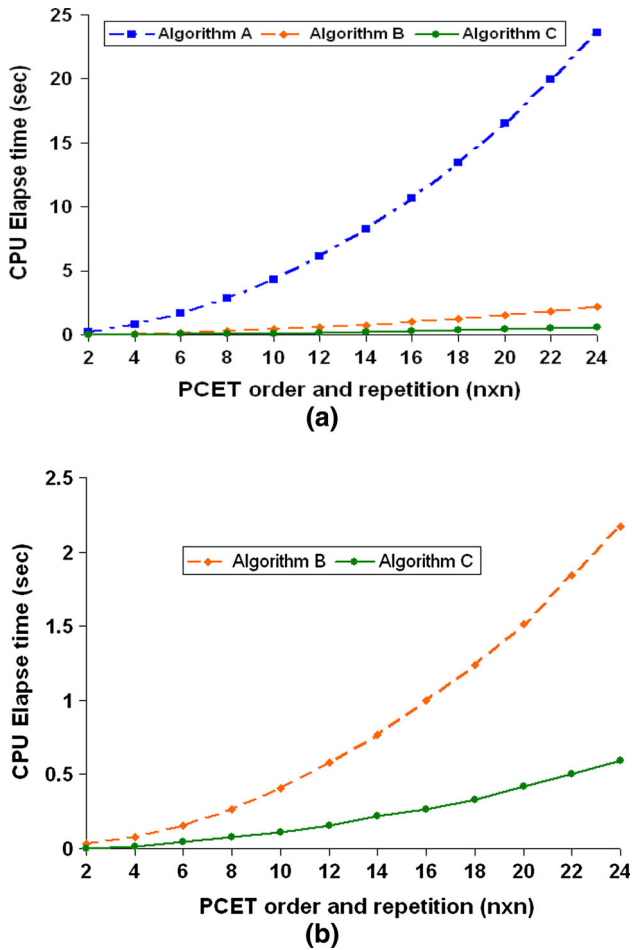 25
20
15
10
5
0
Algorithm A Algorithm B Algorithm C
CPU Elapse time (sec)
2 4 6 8 10 12 14 16 18 20 22 24
PCET order and repetition (nxn)
(a)
2.5
2
1.5
1
0.5
0
Algorithm B Algorithm C
CPU Elapse time (sec)
2 4 6 8 10 12 14 16 18 20 22 24
PCET order and repetition (nxn)
(b)